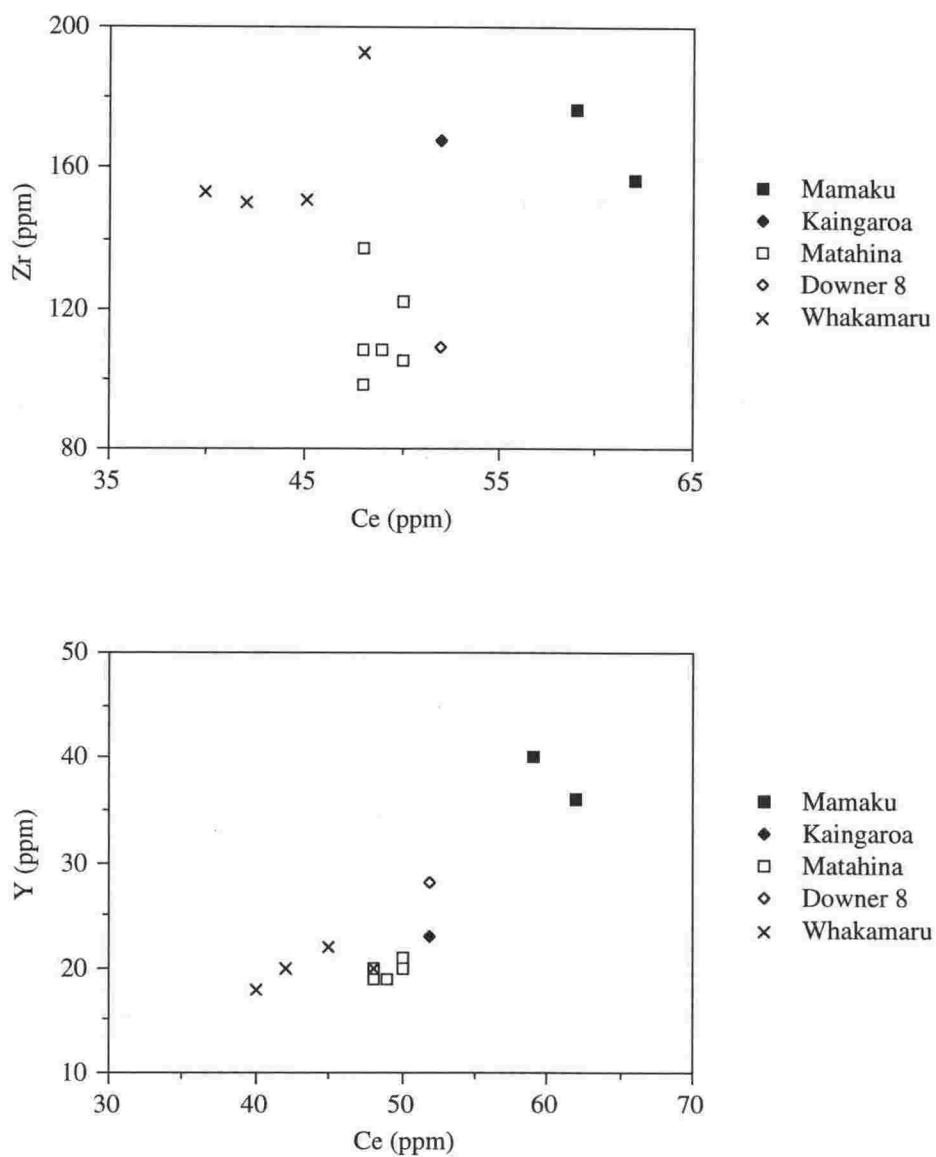 200
160
120
80
Zr (ppm)
35 45 55 65
Ce (ppm)
Mamaku
Kaingaroa
Matahina
Downer 8
Whakamaru
50
40
30
20
10
Y (ppm)
30 40 50 60 70
Ce (ppm)
Mamaku
Kaingaroa
Matahina
Downer 8
Whakamaru